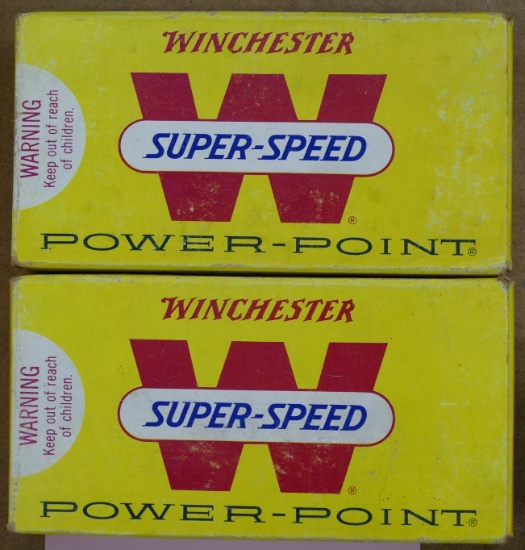 WINCHESTER
WARNING
Keep out of reach
of children.
W
SUPER-SPEED
®
POWER-POINT®
WINCHESTER
WARNING
Keep out of reach
of children.
W
SUPER-SPEED
®
POWER-POINT®